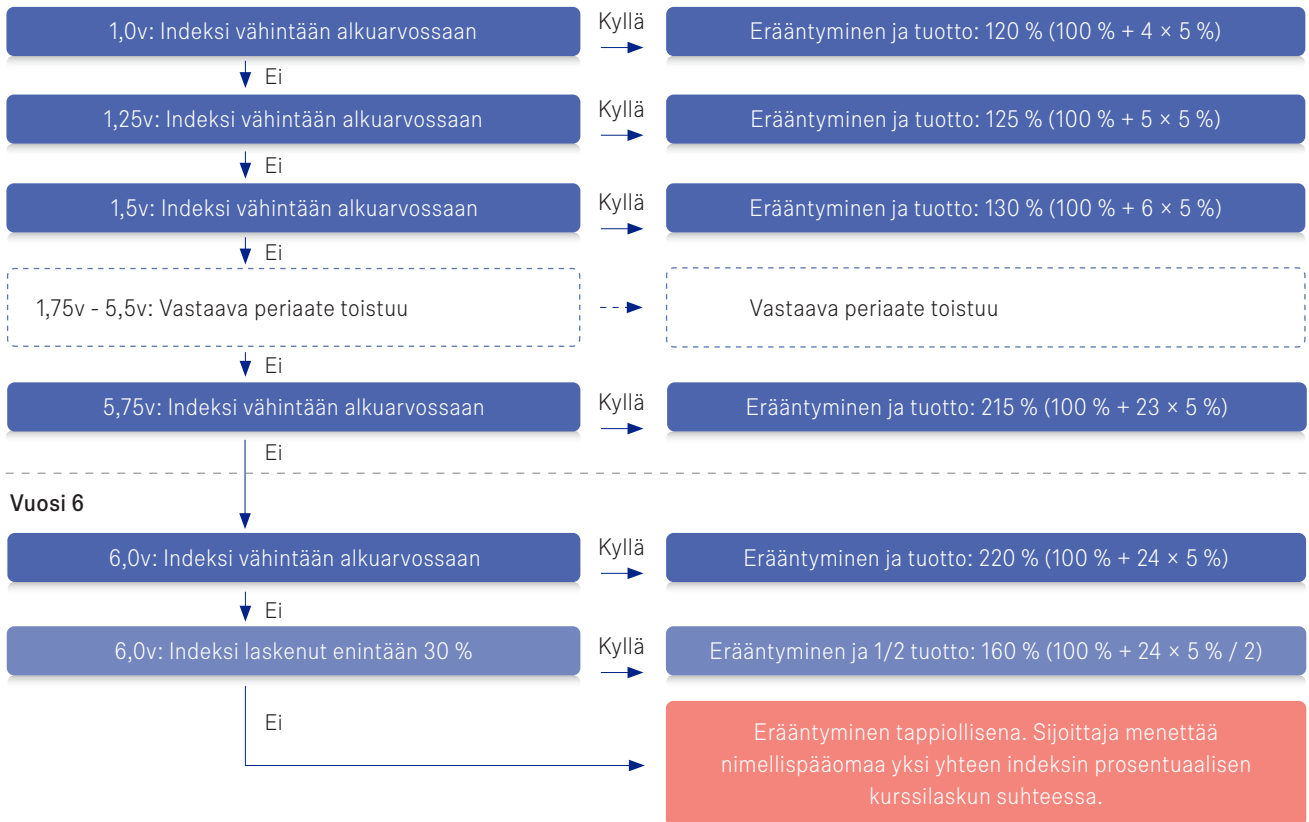 1,0v: Indeksi vähintään alkuarvossaan
Kyllä
Erääntyminen ja tuotto: 120 % (100 % + 4 × 5 %)
Ei
1,25v: Indeksi vähintään alkuarvossaan
Kyllä
Erääntyminen ja tuotto: 125 % (100 % + 5 × 5 %)
Ei
1,5v: Indeksi vähintään alkuarvossaan
Kyllä
Erääntyminen ja tuotto: 130 % (100 % + 6 × 5 %)
Ei
1,75v - 5,5v: Vastaava periaate toistuu
Vastaava periaate toistuu
Ei
5,75v: Indeksi vähintään alkuarvossaan
Kyllä
Erääntyminen ja tuotto: 215 % (100 % + 23 × 5 %)
Ei
Vuosi 6
6,0v: Indeksi vähintään alkuarvossaan
Kyllä
Erääntyminen ja tuotto: 220 % (100 % + 24 × 5 %)
Ei
6,0v: Indeksi laskenut enintään 30 %
Kyllä
Erääntyminen ja 1/2 tuotto: 160 % (100 % + 24 × 5 % / 2)
Ei
Erääntyminen tappiollisena. Sijoittaja menettää
nimellispääomaa yksi yhteen indeksin prosentuaalisen
kurssilaskun suhteessa.